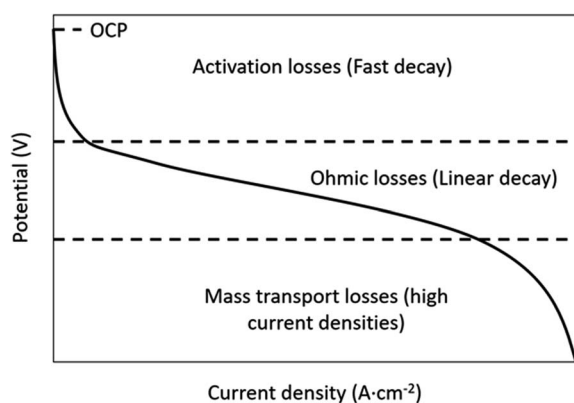 OCP
Activation losses (Fast decay)
Ohmic losses (Linear decay)
Mass transport losses (high
current densities)
Potential (V)
Current density (A·cm⁻²)